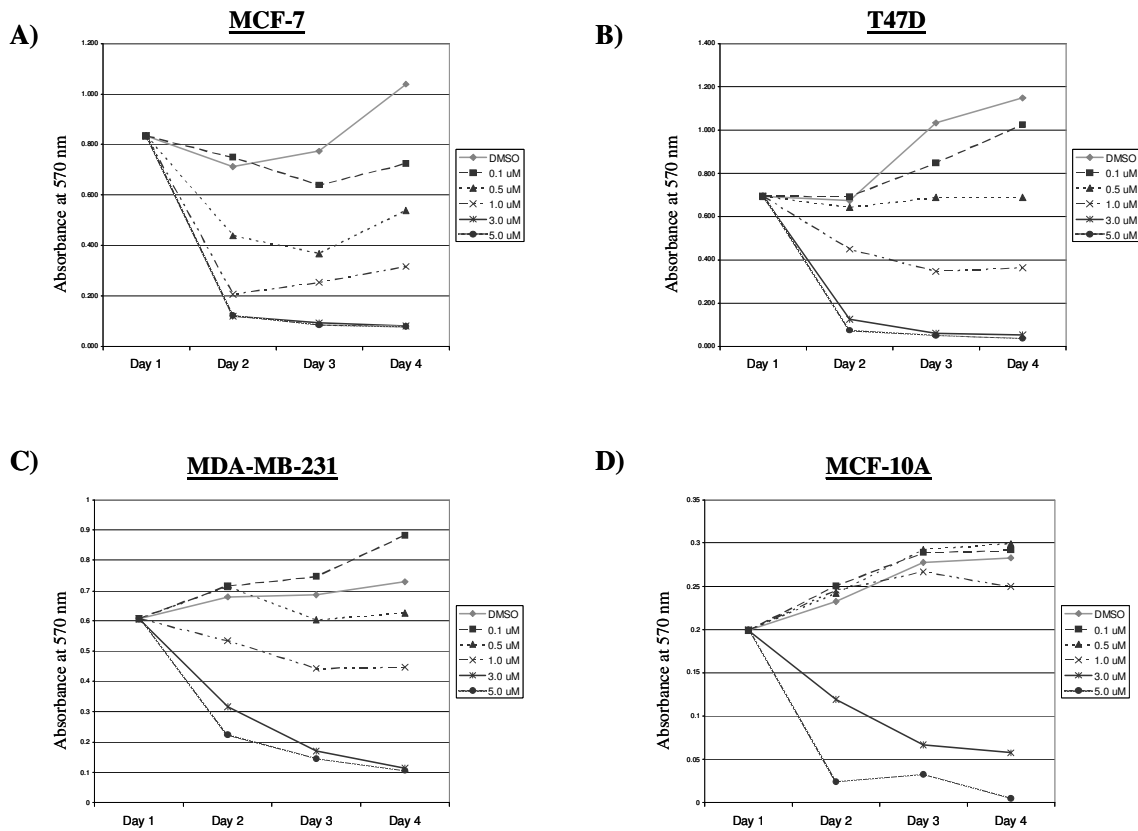 A)
MCF-7
1.200
1.000
0.800
0.600
0.400
0.200
0.000
Absorbance at 570 nm
Day 1 Day 2 Day 3 Day 4
DMSO
0.1 uM
0.5 uM
1.0 uM
3.0 uM
5.0 uM
B)
T47D
1.400
1.200
1.000
0.800
0.600
0.400
0.200
0.000
Absorbance at 570 nm
Day 1 Day 2 Day 3 Day 4
DMSO
0.1 uM
0.5 uM
1.0 uM
3.0 uM
5.0 uM
C)
MDA-MB-231
1
0.9
0.8
0.7
0.6
0.5
0.4
0.3
0.2
0.1
0
Absorbance at 570 nm
Day 1 Day 2 Day 3 Day 4
DMSO
0.1 uM
0.5 uM
1.0 uM
3.0 uM
5.0 uM
D)
MCF-10A
0.35
0.3
0.25
0.2
0.15
0.1
0.05
0
Absorbance at 570 nm
Day 1 Day 2 Day 3 Day 4
DMSO
0.1 uM
0.5 uM
1.0 uM
3.0 uM
5.0 uM